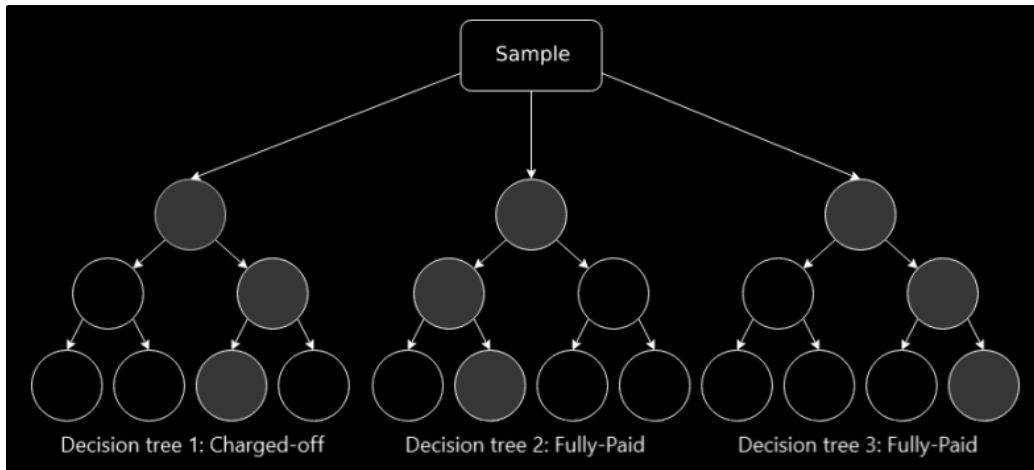 Sample
Decision tree 1: Charged-off
Decision tree 2: Fully-Paid
Decision tree 3: Fully-Paid